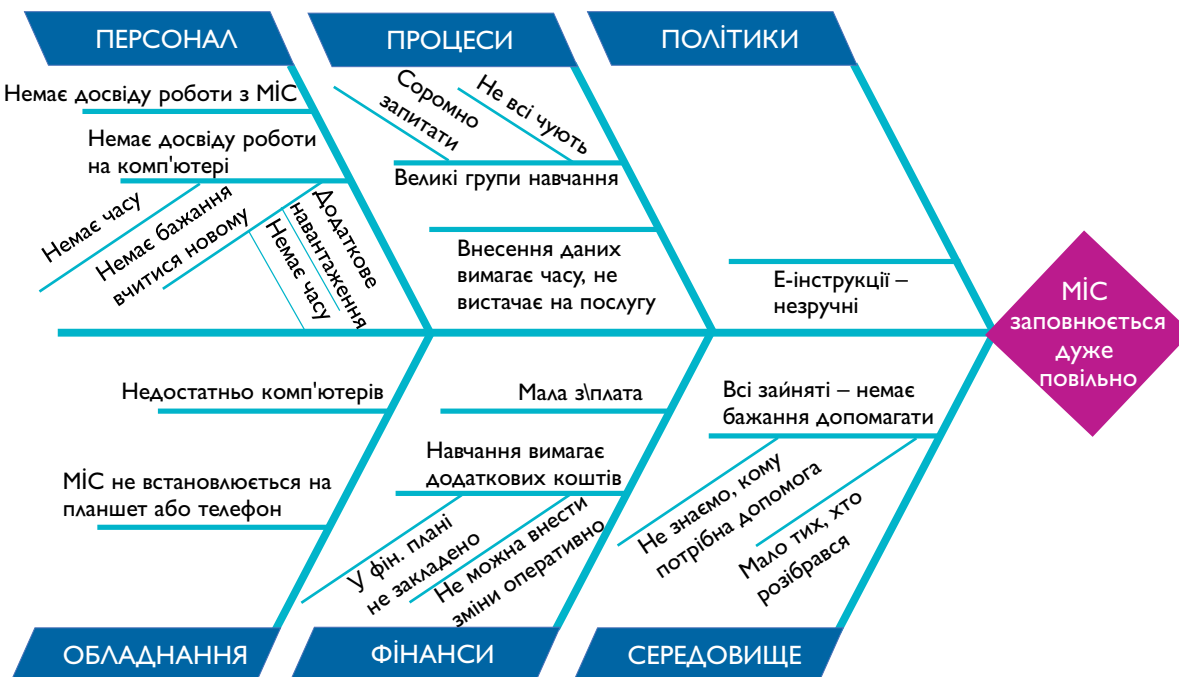 ПЕРСОНАЛ
Немає досвіду роботи з МІС
Немає досвіду роботи
на комп'ютері
Немає часу
Немає бажання
вчитися новому
Додаткове
навантаження
Немає часу
ПРОЦЕСИ
Соромно
запитати
Не всі чують
Великі групи навчання
Внесення даних
вимагає часу, не
вистачає на послугу
ПОЛІТИКИ
Е-інструкції –
незручні
МІС
заповнюється
дуже
повільно
Недостатньо комп'ютерів
МІС не встановлюється на
планшет або телефон
ОБЛАДНАННЯ
Мала з\плата
Навчання вимагає
додаткових коштів
У фін. плані
не закладено
Не можна внести
зміни оперативно
ФІНАНСИ
Всі зайняті – немає
бажання допомагати
Не знаємо, кому
потрібна допомога
Мало тих, хто
розібрався
СЕРЕДОВИЩЕ